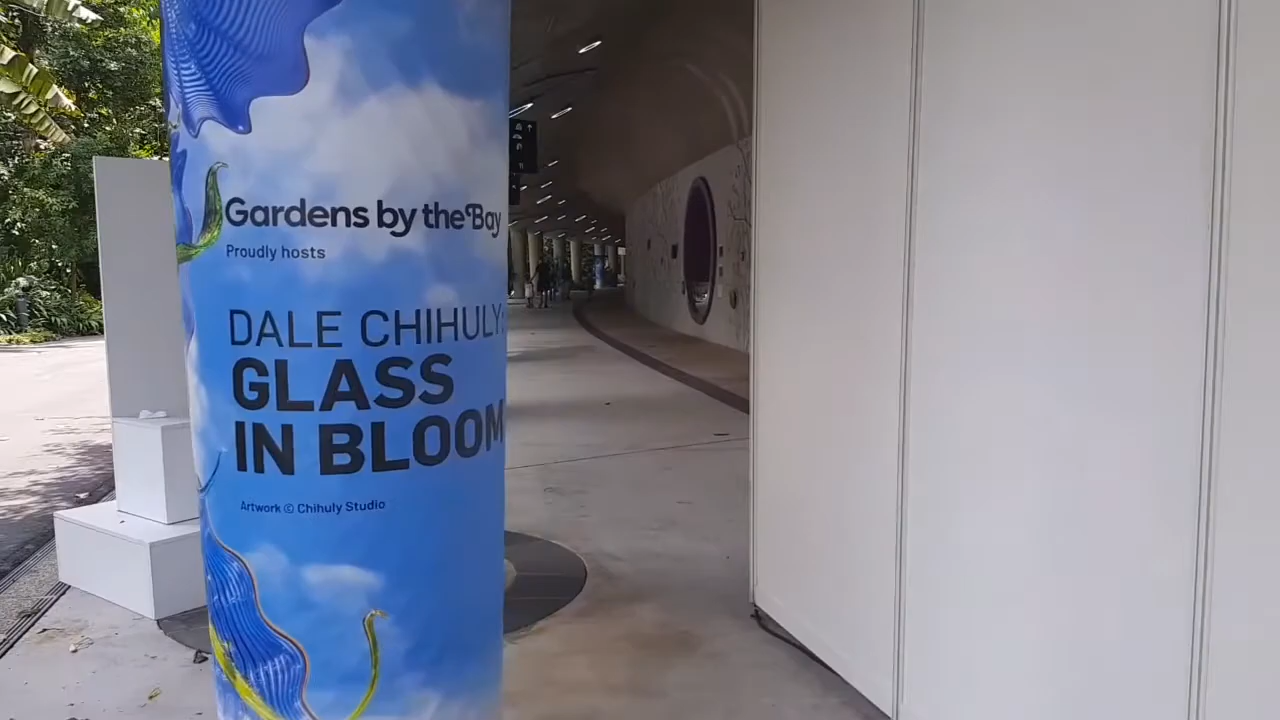 Gardens by the Bay
Proudly hosts
DALE CHIHULY:
GLASS
IN BLOOM
Artwork © Chihuly Studio